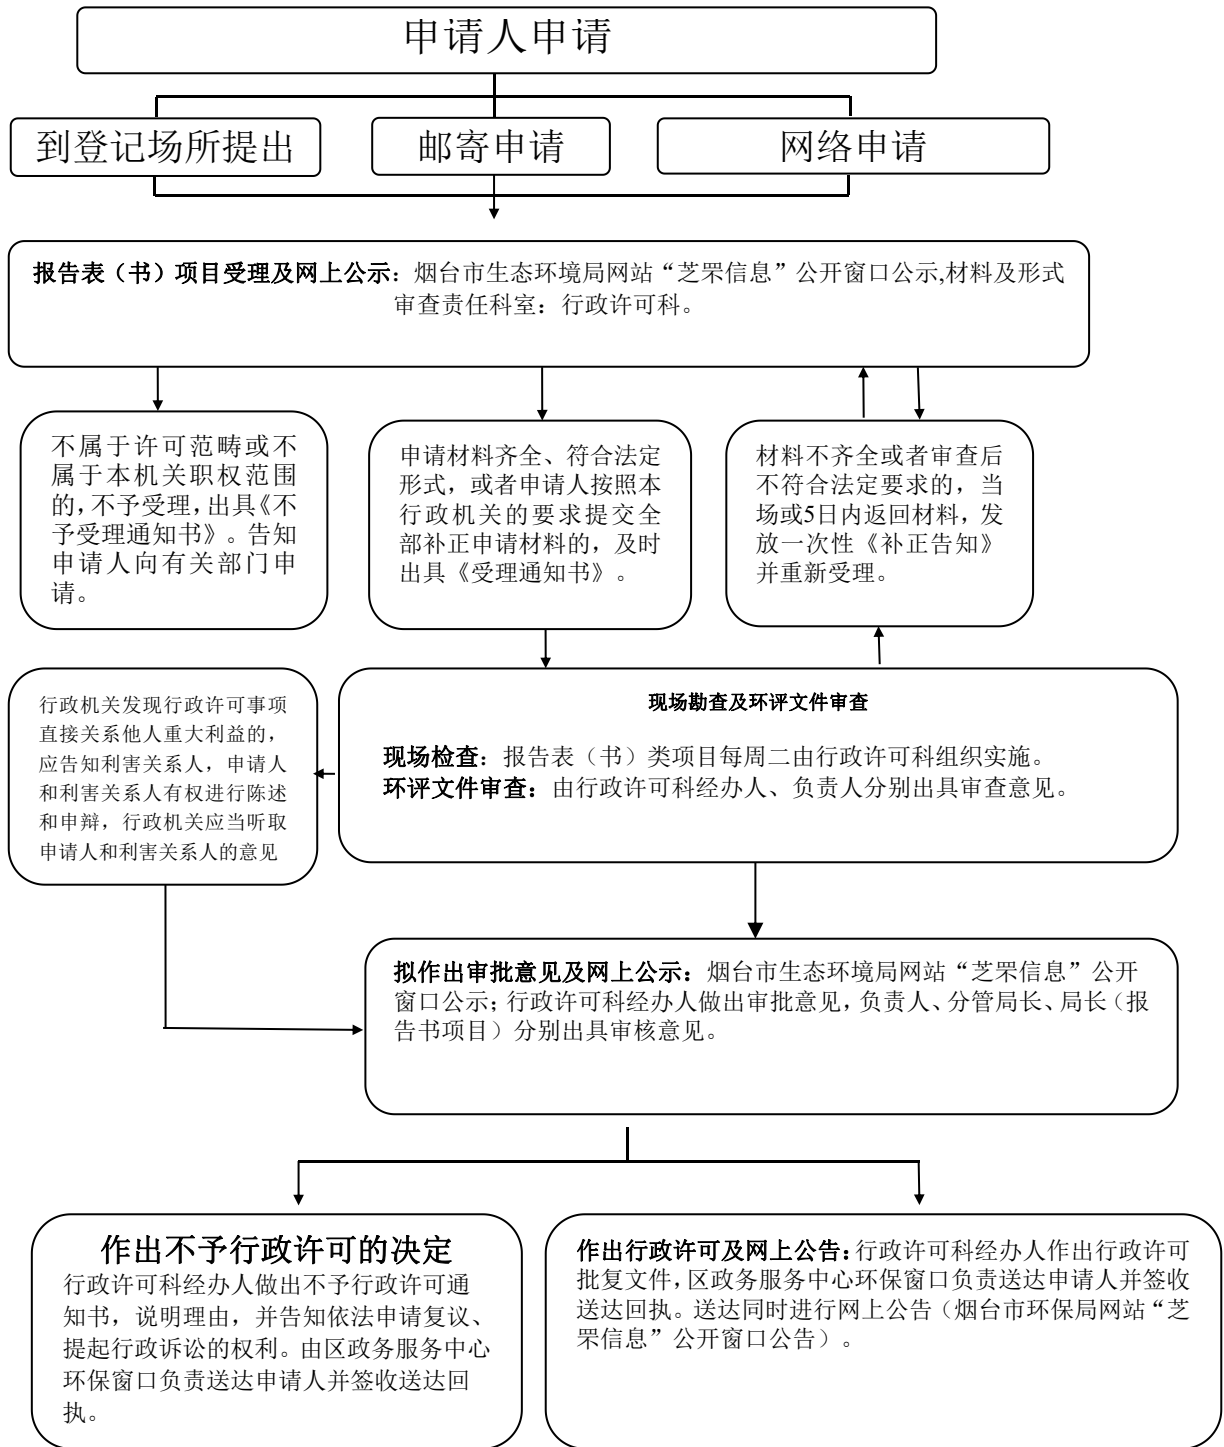 申请人申请
到登记场所提出
邮寄申请
网络申请
报告表（书）项目受理及网上公示：烟台市生态环境局网站“芝罘信息”公开窗口公示,材料及形式
审查责任科室：行政许可科。
不属于许可范畴或不
属于本机关职权范围
的，不予受理，出具《不
予受理通知书》。告知
申请人向有关部门申
请。
申请材料齐全、符合法定
形式，或者申请人按照本
行政机关的要求提交全
部补正申请材料的，及时
出具《受理通知书》。
材料不齐全或者审查后
不符合法定要求的，当
场或5日内返回材料，发
放一次性《补正告知》
并重新受理。
行政机关发现行政许可事项
直接关系他人重大利益的，
应告知利害关系人，申请人
和利害关系人有权进行陈述
和申辩，行政机关应当听取
申请人和利害关系人的意见
现场勘查及环评文件审查
现场检查：报告表（书）类项目每周二由行政许可科组织实施。
环评文件审查：由行政许可科经办人、负责人分别出具审查意见。
拟作出审批意见及网上公示：烟台市生态环境局网站“芝罘信息”公开
窗口公示；行政许可科经办人做出审批意见，负责人、分管局长、局长（报
告书项目）分别出具审核意见。
作出不予行政许可的决定
行政许可科经办人做出不予行政许可通
知书，说明理由，并告知依法申请复议、
提起行政诉讼的权利。由区政务服务中心
环保窗口负责送达申请人并签收送达回
执。
作出行政许可及网上公告：行政许可科经办人作出行政许可
批复文件，区政务服务中心环保窗口负责送达申请人并签收
送达回执。送达同时进行网上公告（烟台市环保局网站“芝
罘信息”公开窗口公告）。